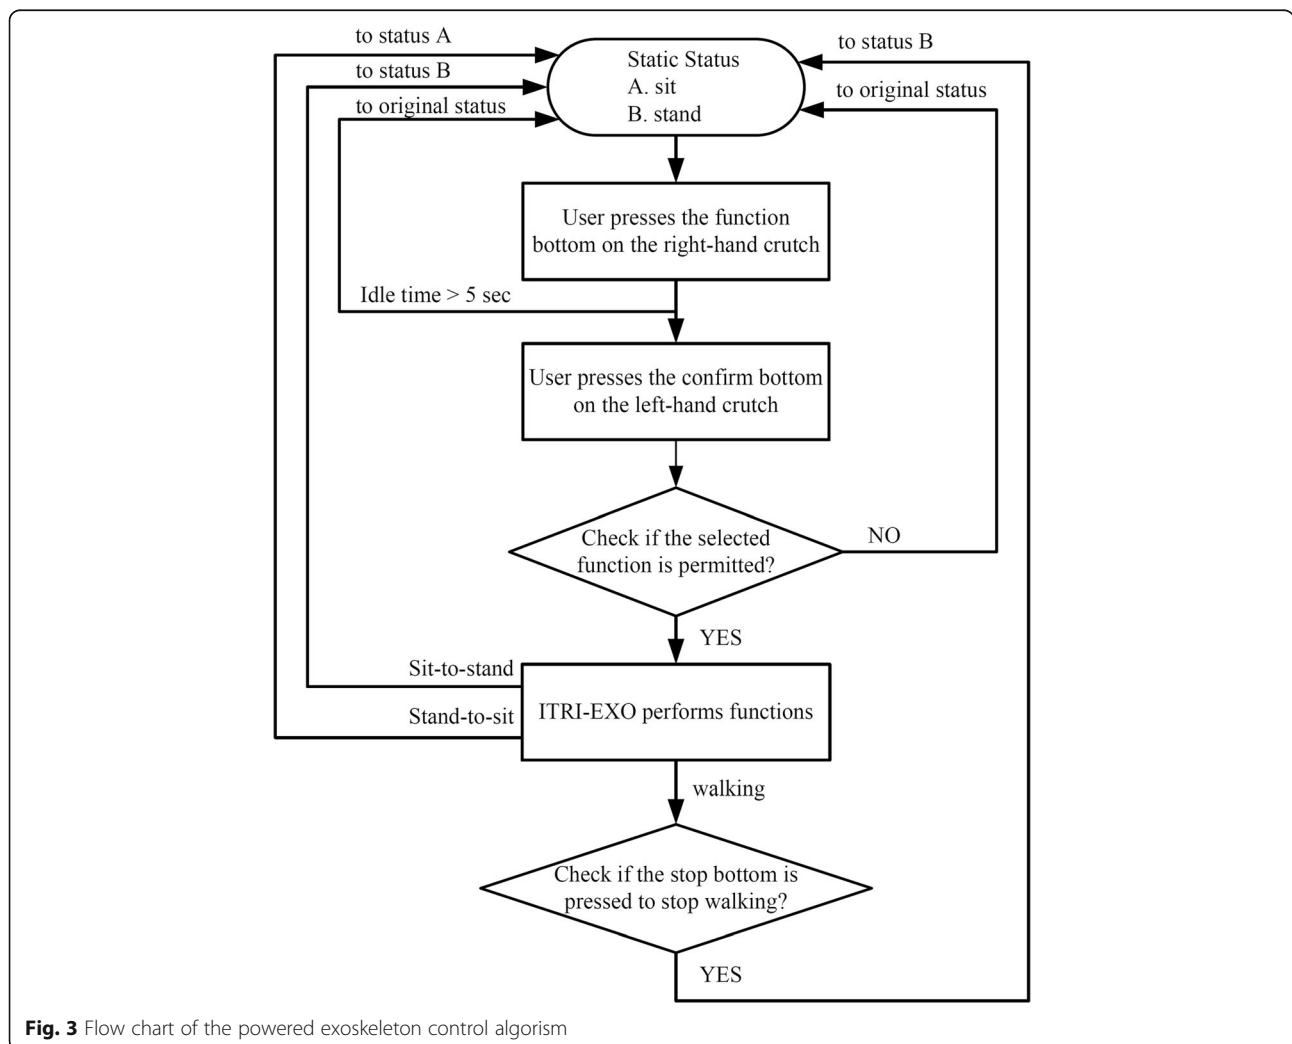 to status A
to status B
to original status
Static Status
A. sit
B. stand
to status B
to original status
User presses the function
bottom on the right-hand crutch
Idle time > 5 sec
User presses the confirm bottom
on the left-hand crutch
Check if the selected
function is permitted?
NO
YES
Sit-to-stand
Stand-to-sit
ITRI-EXO performs functions
walking
Check if the stop bottom is
pressed to stop walking?
YES
Fig. 3 Flow chart of the powered exoskeleton control algorism